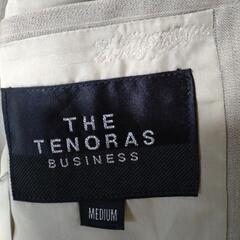 THE
TENORAS
BUSINESS
MEDIUM